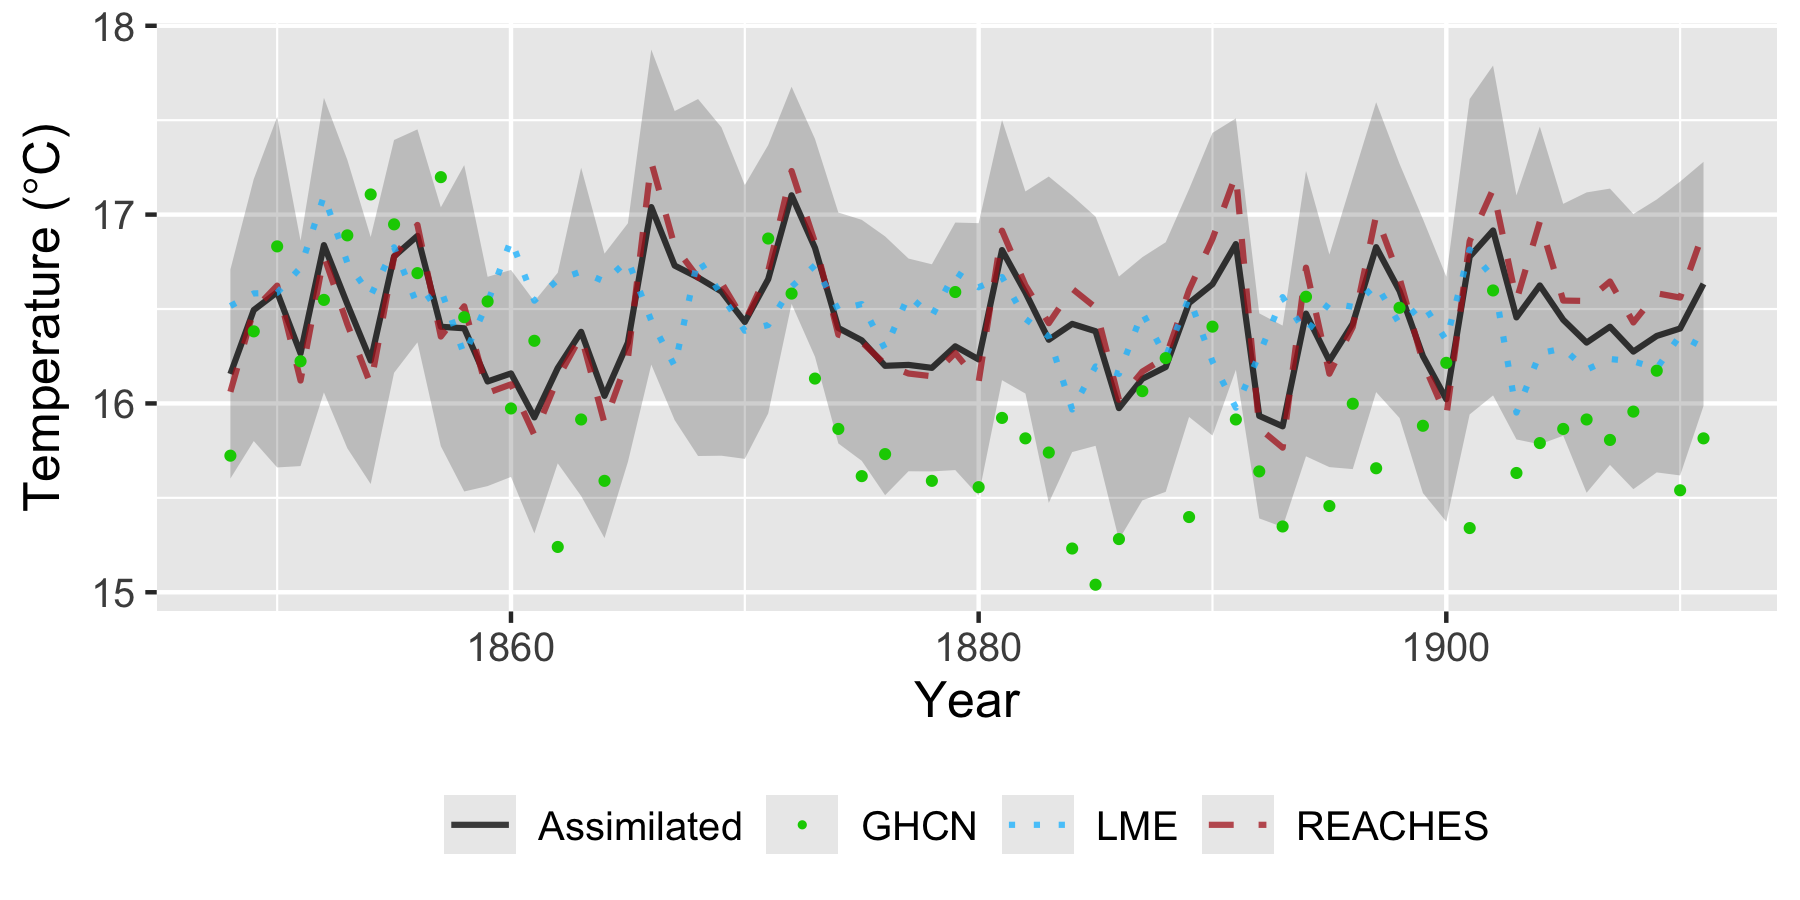 18
17
16
15
Temperature (°C)
1860 1880 1900
Year
Assimilated GHCN LME REACHES